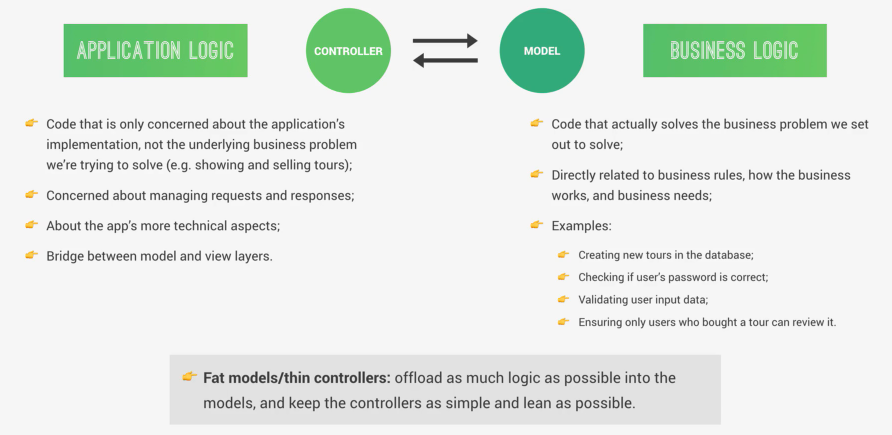 APPLICATION LOGIC
CONTROLLER
MODEL
BUSINESS LOGIC
👉 Code that is only concerned about the application's
implementation, not the underlying business problem
we're trying to solve (e.g. showing and selling tours);
👉 Concerned about managing requests and responses;
👉 About the app's more technical aspects;
👉 Bridge between model and view layers.
👉 Code that actually solves the business problem we set
out to solve;
👉 Directly related to business rules, how the business
works, and business needs;
👉 Examples:
👉 Creating new tours in the database;
👉 Checking if user's password is correct;
👉 Validating user input data;
👉 Ensuring only users who bought a tour can review it.
👉 Fat models/thin controllers: offload as much logic as possible into the
models, and keep the controllers as simple and lean as possible.